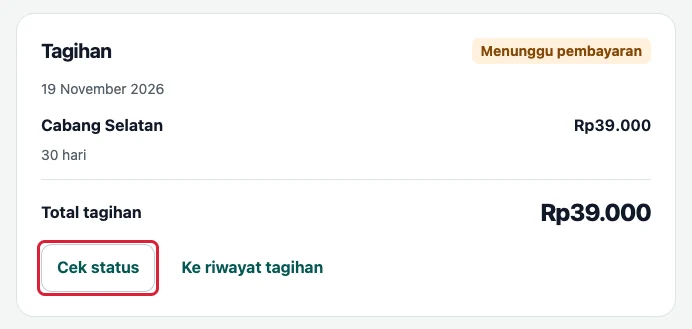 Tagihan
Menunggu pembayaran
19 November 2026
Cabang Selatan
Rp39.000
30 hari
Total tagihan
Rp39.000
Cek status
Ke riwayat tagihan